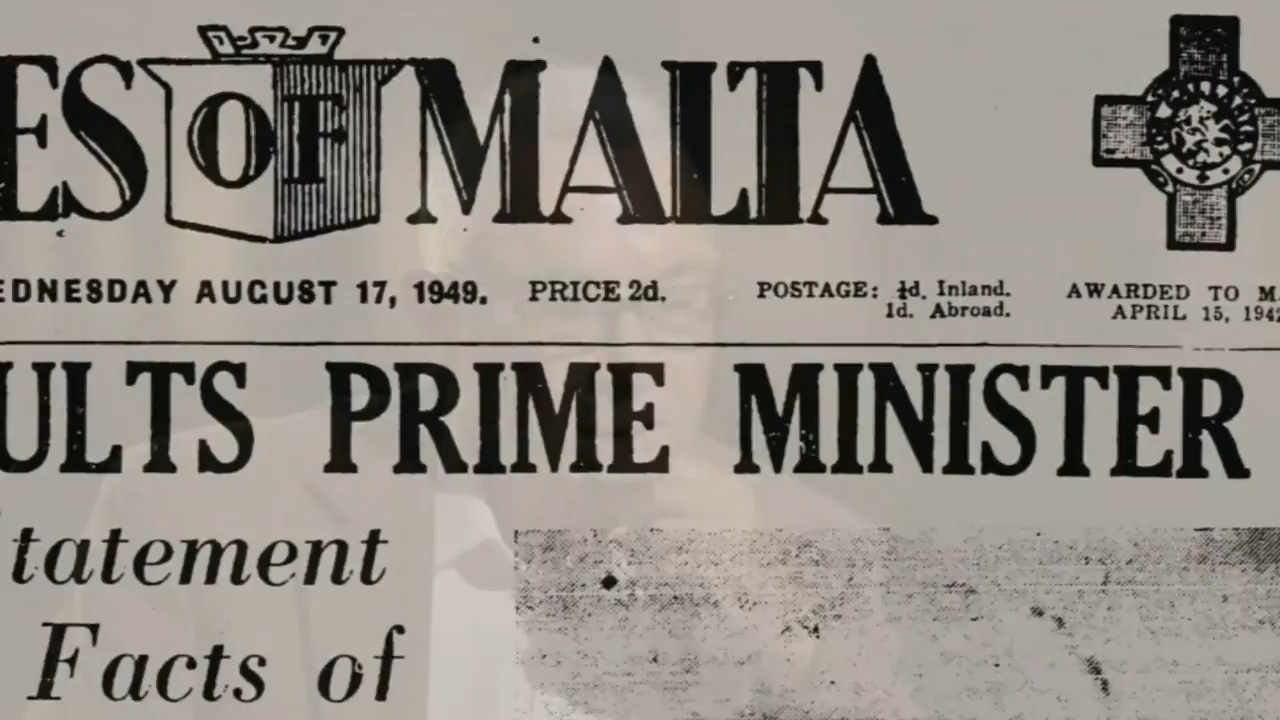 ES OF MALTA
EDNESDAY AUGUST 17, 1949. PRICE 2d. POSTAGE: ½d. Inland.
1d. Abroad.
AWARDED TO M
APRIL 15, 1942
ULTS PRIME MINISTER
tatement
Facts of